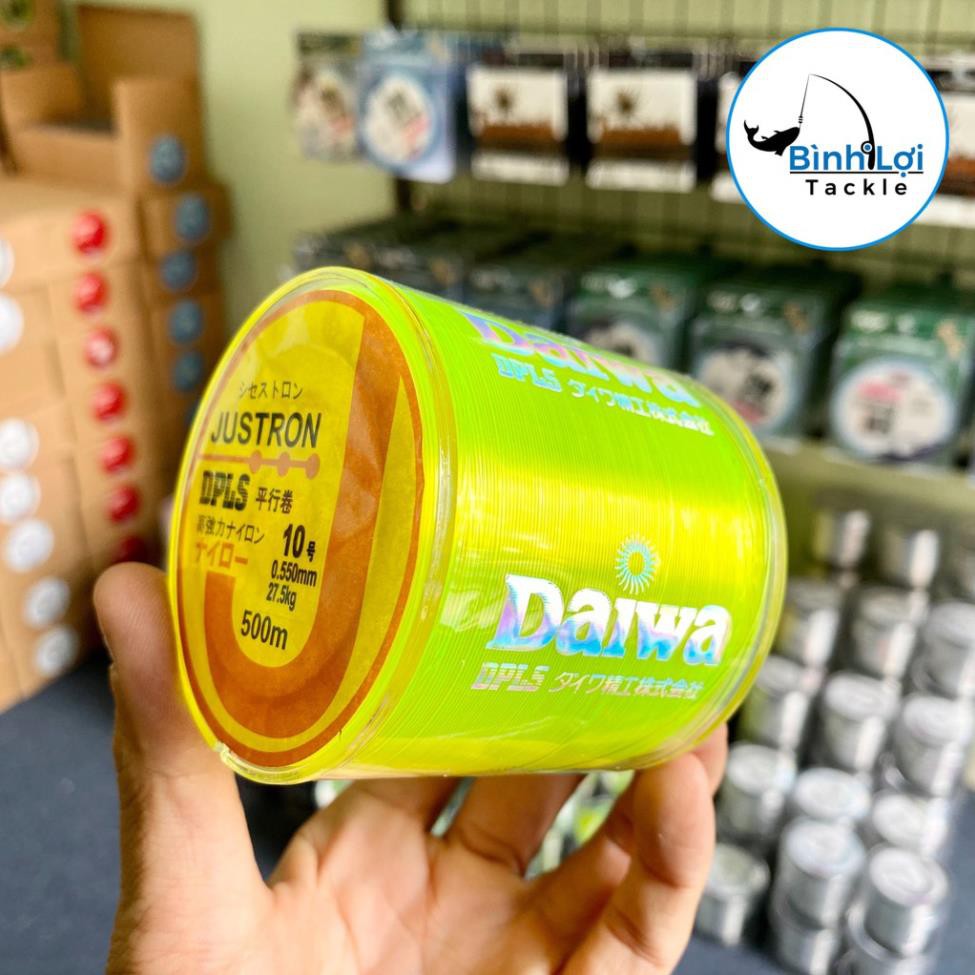 Bình Lợi
Tackle
シセストロン
JUSTRON
DPLS 平行巻
高強力ナイロン
ナイロー
10号
0.550mm
27.5kg
500m
Daiwa
DPLS ダイワ精工株式会社
Daiwa
DPLS ダイワ精工株式会社